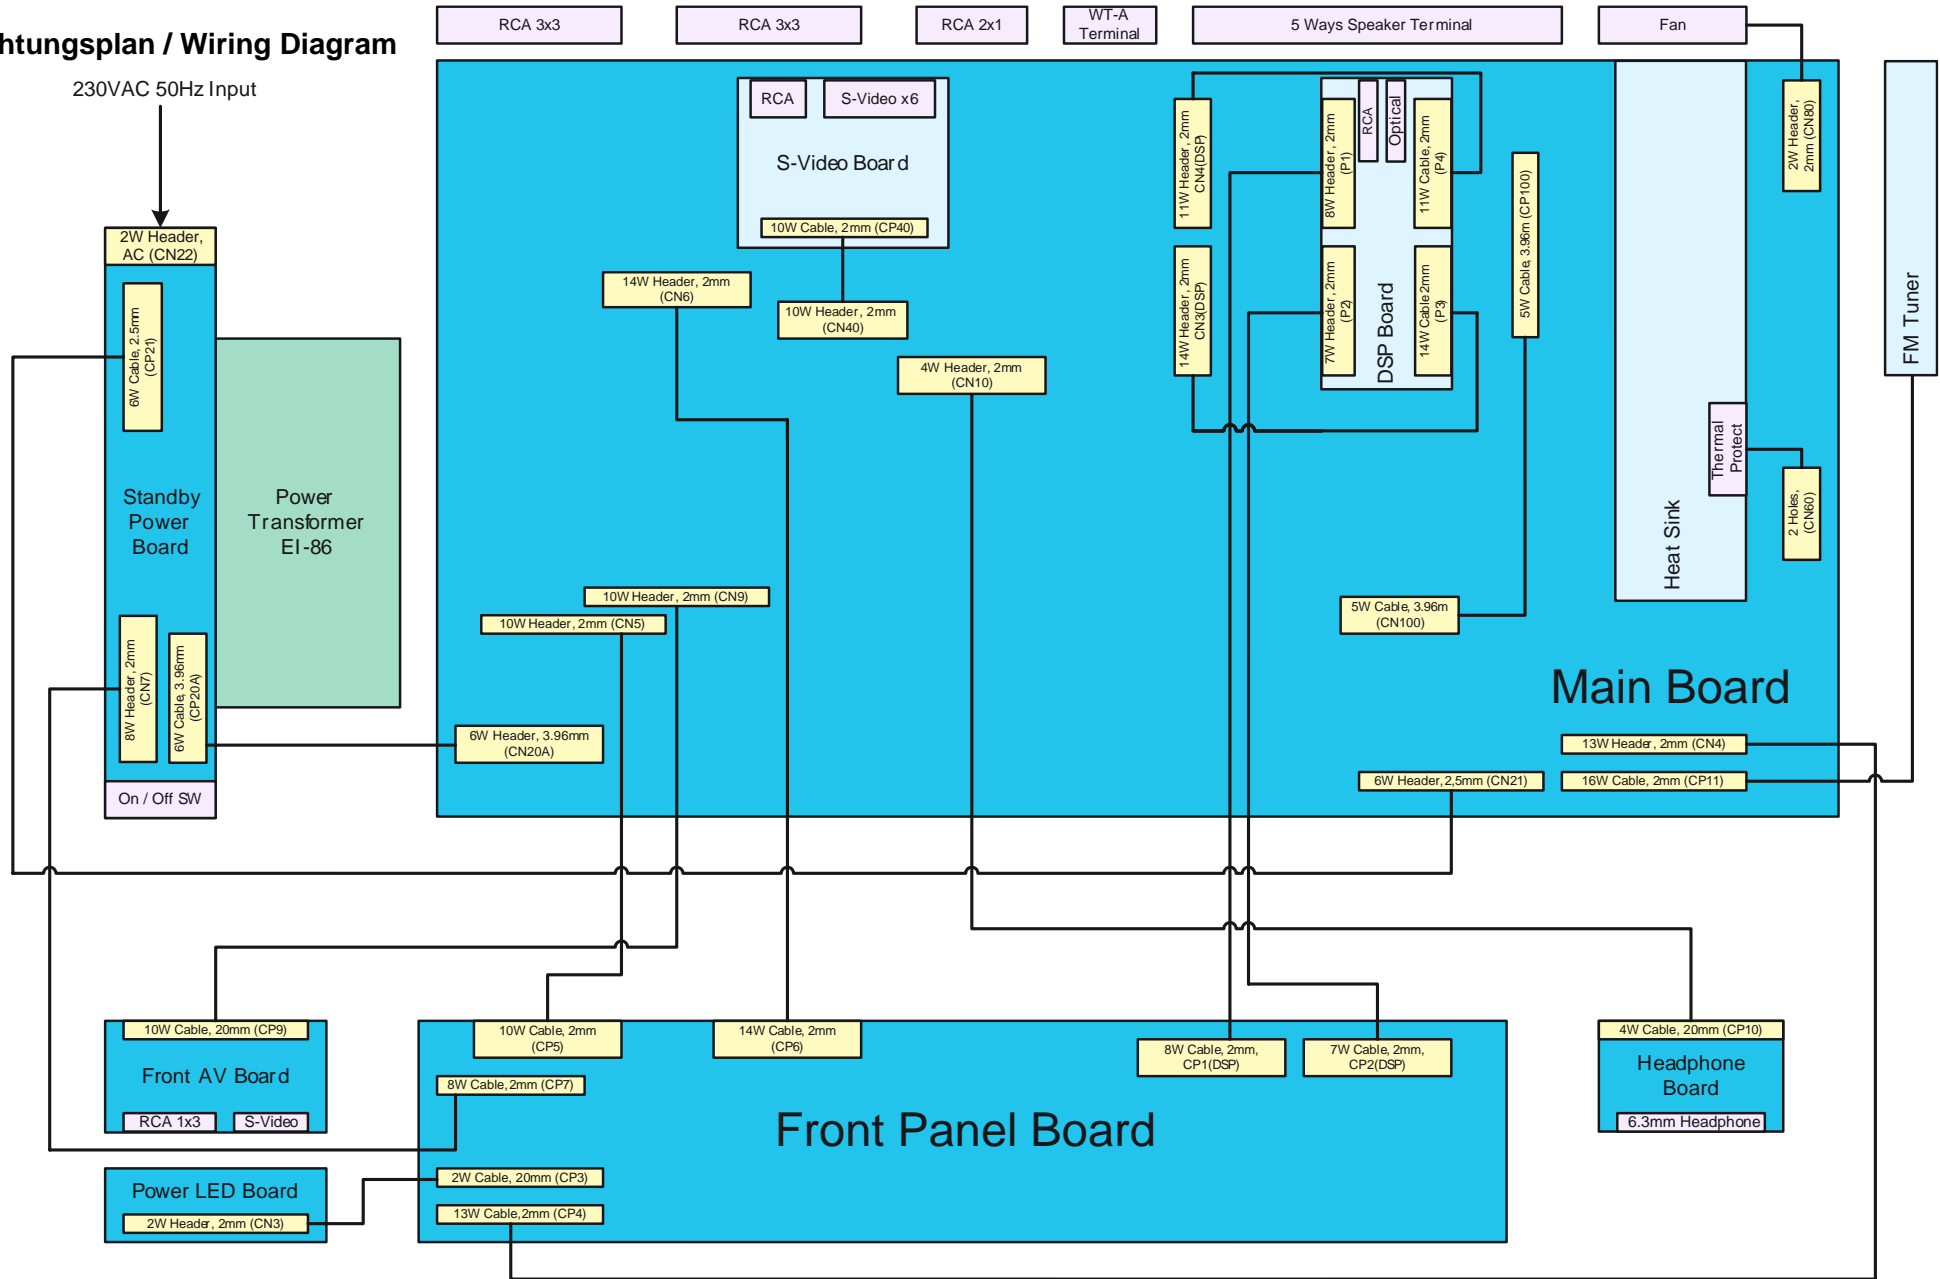 RCA 3x3
RCA 3x3
RCA 2x1
WT-A
Terminal
5 Ways Speaker Terminal
Fan
htungsplan / Wiring Diagram
230VAC 50Hz Input
2W Header,
AC (CN22)
6W Cable, 2.5mm
(CP21)
Standby
Power
Board
Power
Transformer
EI-86
8W Header, 2mm
(CN7)
6W Cable, 3.96mm
(CP20A)
On / Off SW
RCA
S-Video x6
S-Video Board
10W Cable, 2mm (CP40)
14W Header, 2mm
(CN6)
10W Header, 2mm
(CN40)
4W Header, 2mm
(CN10)
11W Header, 2mm
CN4(DSP)
14W Header, 2mm
CN3(DSP)
8W Header, 2mm
(P1)
RCA
Optical
11W Cable, 2mm
(P4)
7W Header, 2mm
(P2)
DSP Board
14W Cable 2mm
(P3)
5W Cable, 3.96m (CP100)
2W Header,
2mm (CN80)
FM Tuner
Thermal
Protect
2 Holes,
(CN60)
Heat Sink
10W Header, 2mm (CN9)
10W Header, 2mm (CN5)
5W Cable, 3.96m
(CN100)
Main Board
6W Header, 3.96mm
(CN20A)
13W Header, 2mm (CN4)
6W Header,2,5mm (CN21)
16W Cable, 2mm (CP11)
10W Cable, 20mm (CP9)
Front AV Board
RCA 1x3
S-Video
10W Cable, 2mm
(CP5)
14W Cable, 2mm
(CP6)
8W Cable, 2mm,
CP1(DSP)
7W Cable, 2mm,
CP2(DSP)
4W Cable, 20mm (CP10)
Headphone
Board
6.3mm Headphone
8W Cable,2mm (CP7)
Front Panel Board
2W Cable, 20mm (CP3)
13W Cable,2mm (CP4)
Power LED Board
2W Header, 2mm (CN3)